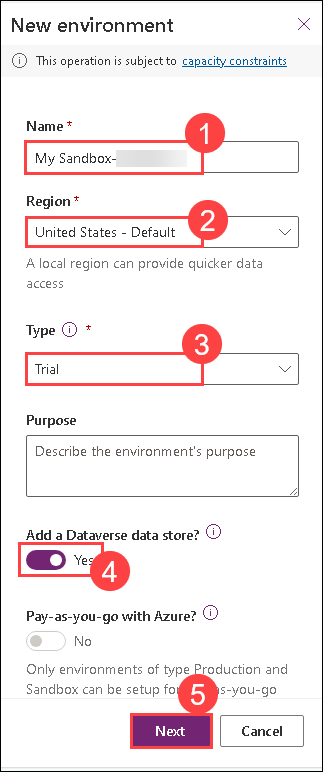 New environment
This operation is subject to capacity constraints
Name *
1
My Sandbox-
Region *
2
United States - Default
A local region can provide quicker data
access
Type *
3
Trial
Purpose
Describe the environment's purpose
Add a Dataverse data store?
Yes
4
Pay-as-you-go with Azure?
No
Only environments of type Production and
Sandbox can be setup for -as-you-go
5
Next
Cancel